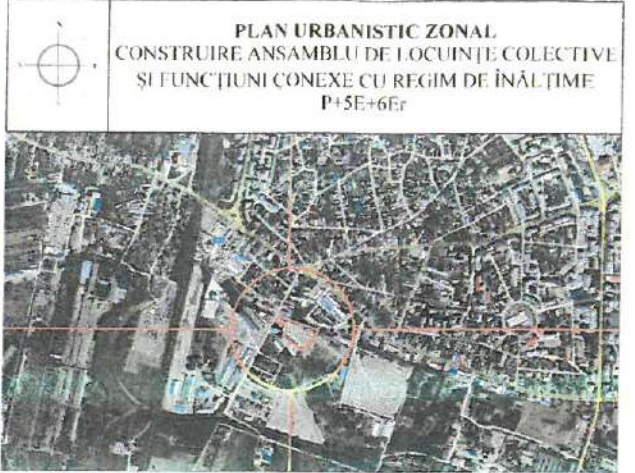 PLAN URBANISTIC ZONAL
CONSTRUIRE ANSAMBLU DE LOCUINȚE COLECTIVE
ȘI FUNCȚIUNI CONEXE CU REGIM DE ÎNĂLȚIME
P+5E+6Er